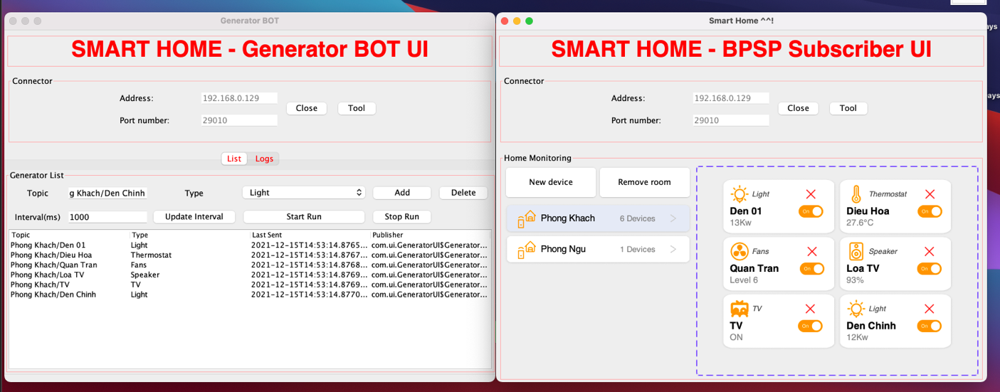 Generator BOT
SMART HOME - Generator BOT UI
Connector
Address: 192.168.0.129
Close Tool
Port number: 29010
List Logs
Generator List
Topic g Khach/Den Chinh Type Light Add Delete
Interval(ms) 1000 Update Interval Start Run Stop Run
Topic Type Last Sent Publisher
Phong Khach/Den 01 Light 2021-12-15T14:53:14.8765... com.ui.GeneratorUI$Generator...
Phong Khach/Dieu Hoa Thermostat 2021-12-15T14:53:14.8767... com.ui.GeneratorUI$Generator...
Phong Khach/Quan Tran Fans 2021-12-15T14:53:14.8768... com.ui.GeneratorUI$Generator...
Phong Khach/Loa TV Speaker 2021-12-15T14:53:14.8769... com.ui.GeneratorUI$Generator...
Phong Khach/TV TV 2021-12-15T14:53:14.8769... com.ui.GeneratorUI$Generator...
Phong Khach/Den Chinh Light 2021-12-15T14:53:14.8770... com.ui.GeneratorUI$Generator...
Smart Home ^^!
SMART HOME - BPSP Subscriber UI
Connector
Address: 192.168.0.129
Close Tool
Port number: 29010
Home Monitoring
New device Remove room
Phong Khach 6 Devices
Phong Ngu 1 Devices
Light
Den 01 On
13Kw
Thermostat
Dieu Hoa On
27.6°C
Fans
Quan Tran On
Level 6
Speaker
Loa TV On
93%
TV
TV On
ON
Light
Den Chinh On
12Kw
ays
ays